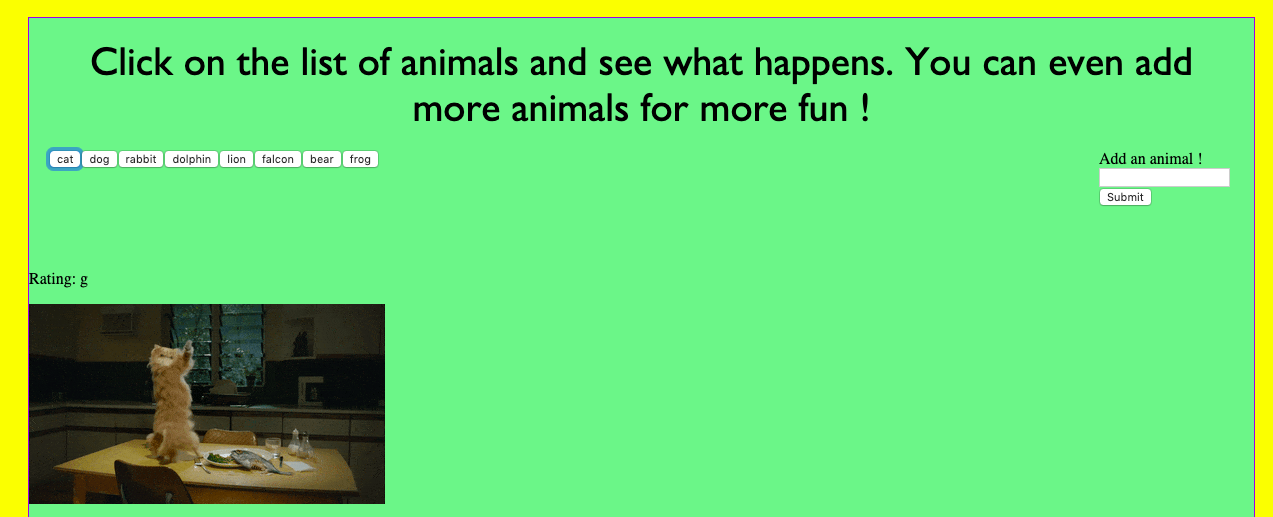 Click on the list of animals and see what happens. You can even add
more animals for more fun !
cat dog rabbit dolphin lion falcon bear frog
Add an animal !
Submit
Rating: g